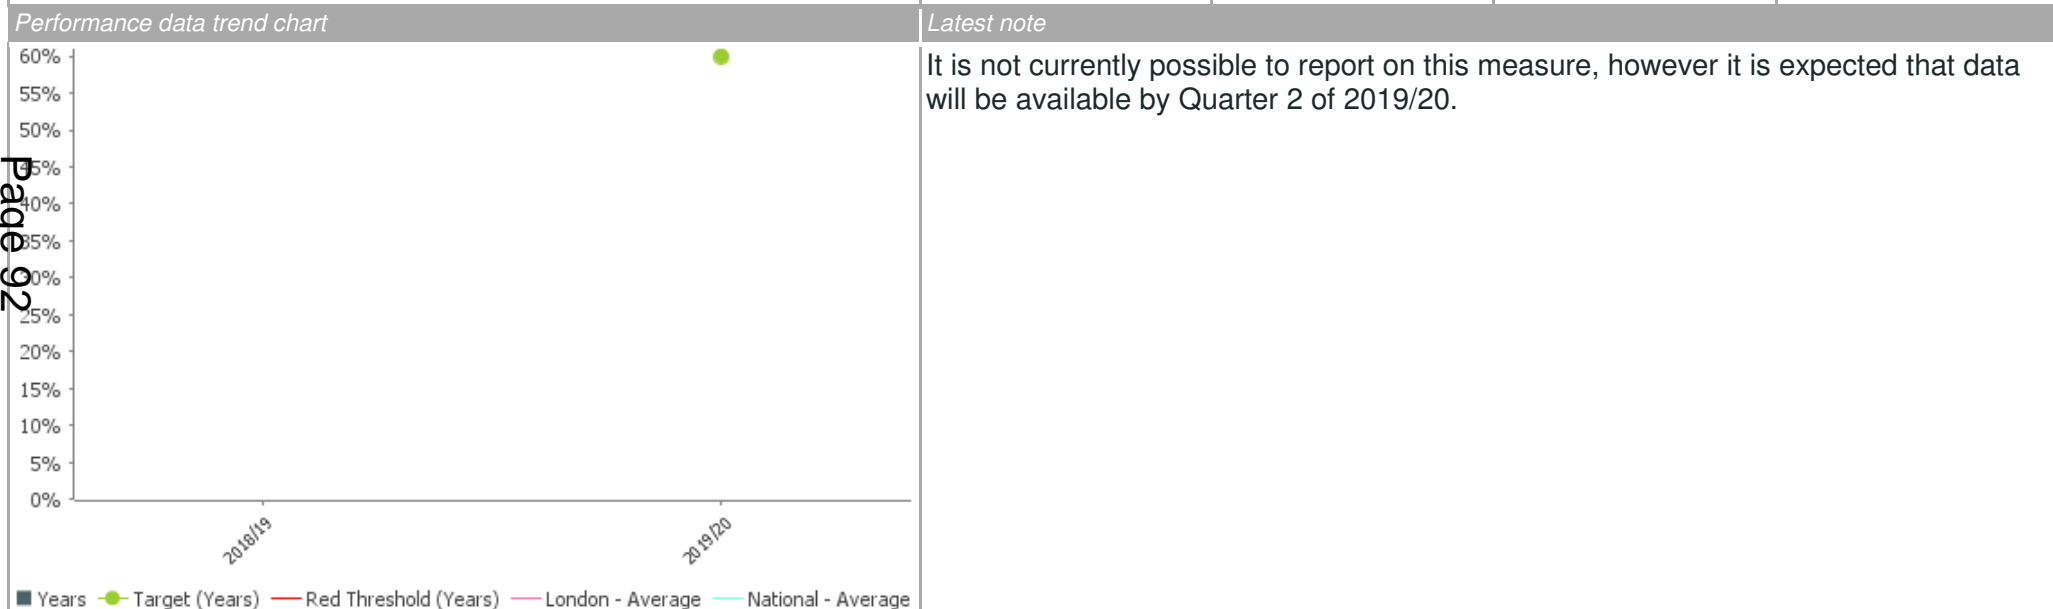 Performance data trend chart
Latest note
60%
55%
50%
45%
40%
35%
30%
25%
20%
15%
10%
5%
0%
2018/19
2019/20
Years
Target (Years)
Red Threshold (Years)
London - Average
National - Average
It is not currently possible to report on this measure, however it is expected that data
will be available by Quarter 2 of 2019/20.
Page 92